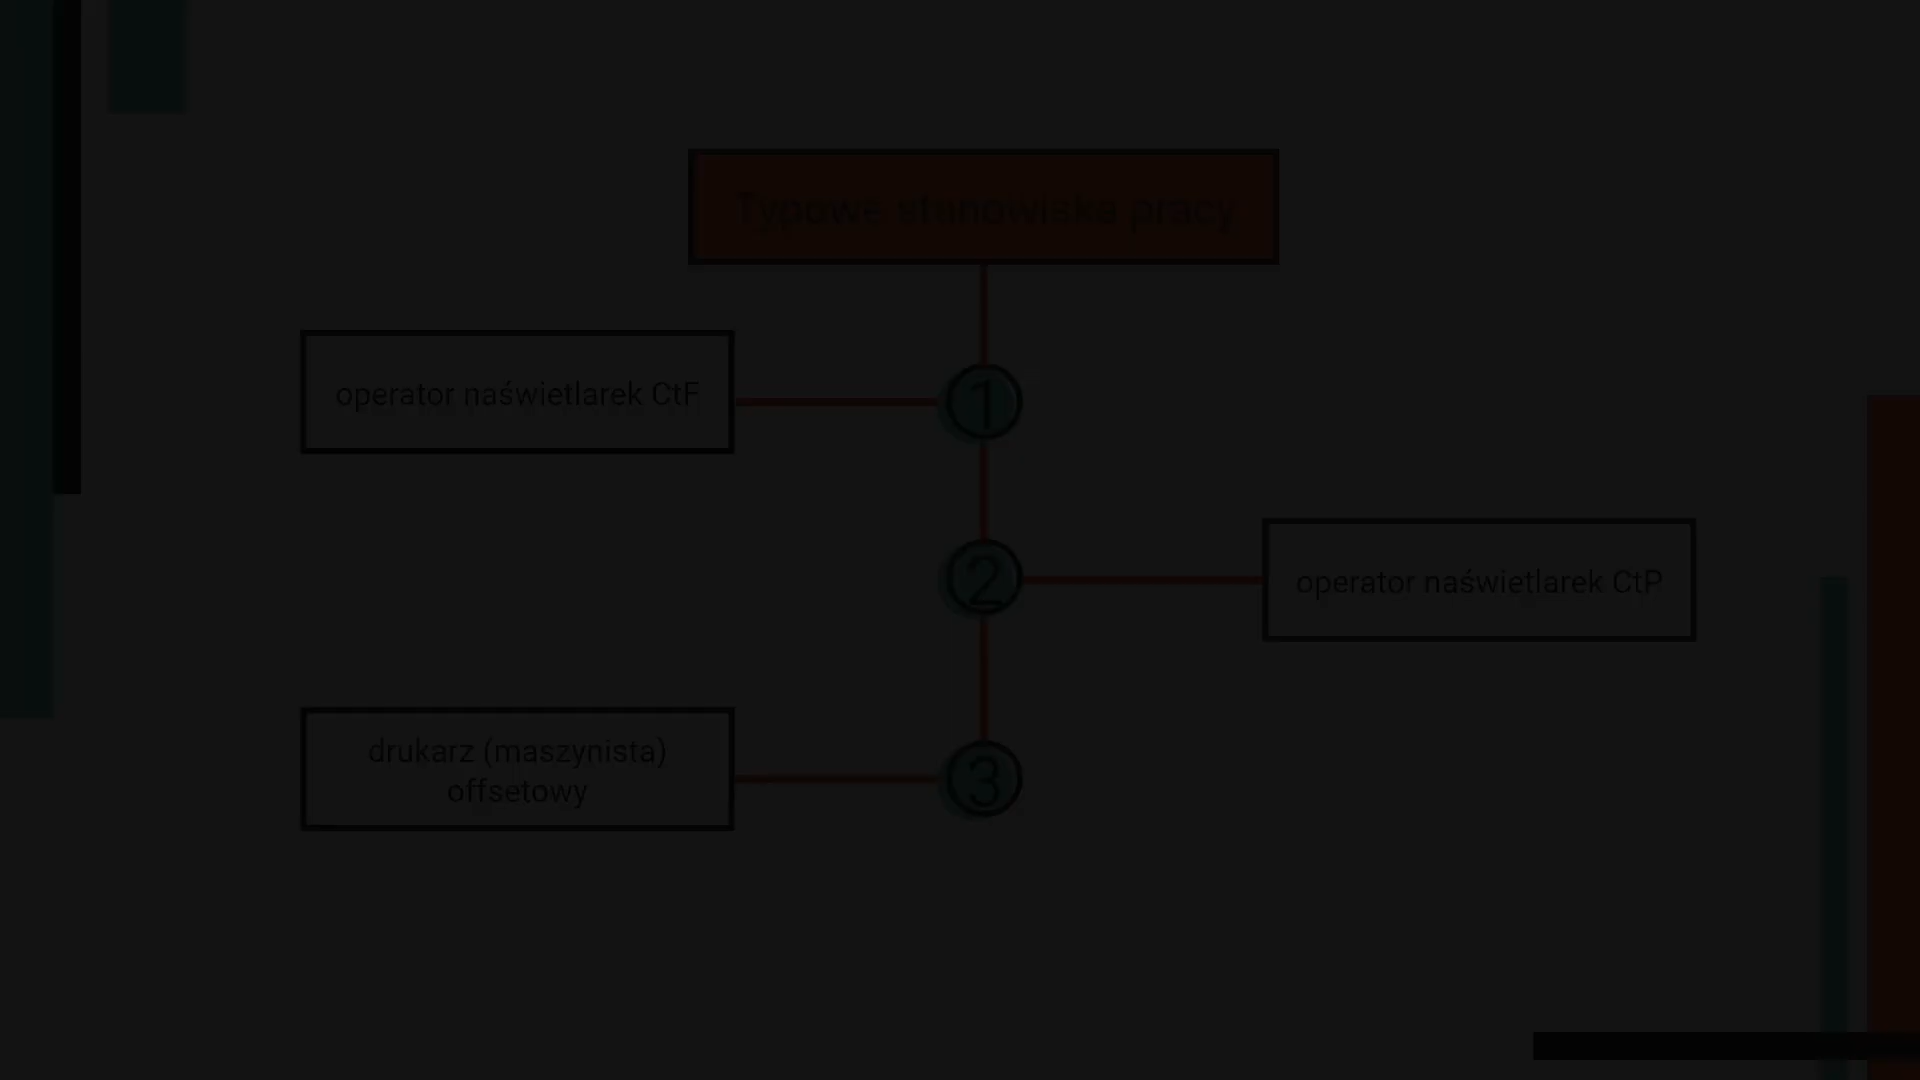 Typowe stanowiska pracy
operator naświetlarek CtF
1
2
operator naświetlarek CtP
drukarz (maszynista)
offsetowy
3